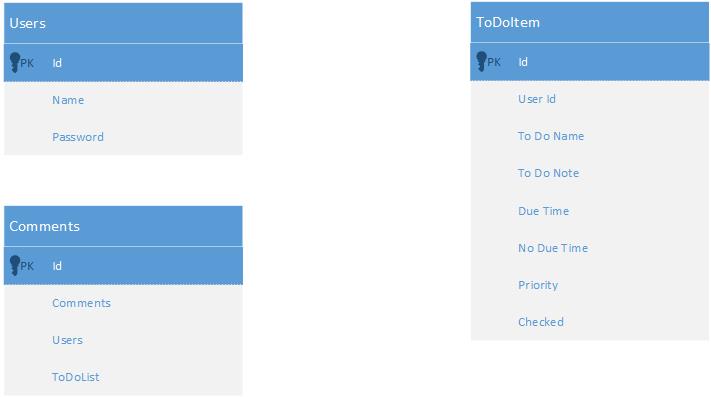 Users
PK Id
Name
Password
Comments
PK Id
Comments
Users
ToDoList
ToDoItem
PK Id
User Id
To Do Name
To Do Note
Due Time
No Due Time
Priority
Checked